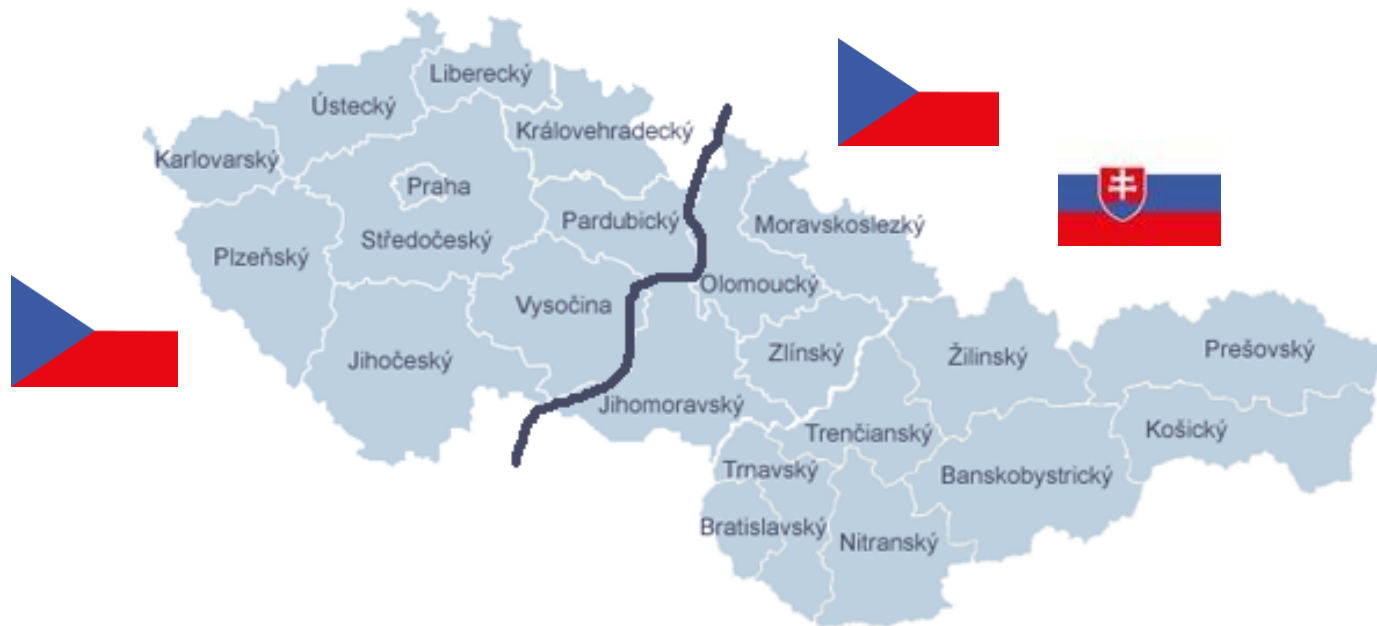 Liberecký
Ústecký
Královehradecký
Karlovarský
Praha
Pardubický
Středočeský
Moravskoslezký
Plzeňský
Olomoucký
Vysočina
Jihočeský
Zlínský
Žilinský
Prešovský
Jihomoravský
Trenčianský
Košický
Trnavský
Banskobystrický
Bratislavský
Nitranský